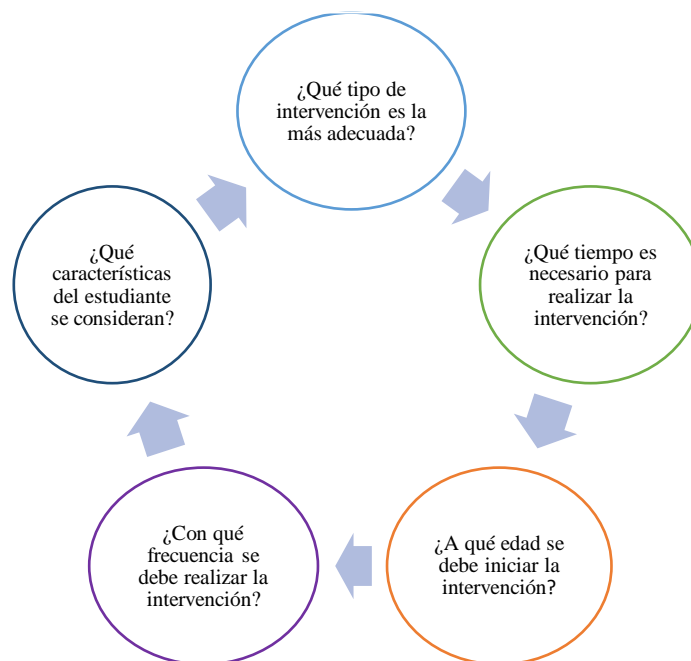 ¿Qué tipo de
intervención es la
más adecuada?
¿Qué tiempo es
necesario para
realizar la
intervención?
¿A qué edad se
debe iniciar la
intervención?
¿Con qué
frecuencia se
debe realizar la
intervención?
¿Qué
características
del estudiante
se consideran?